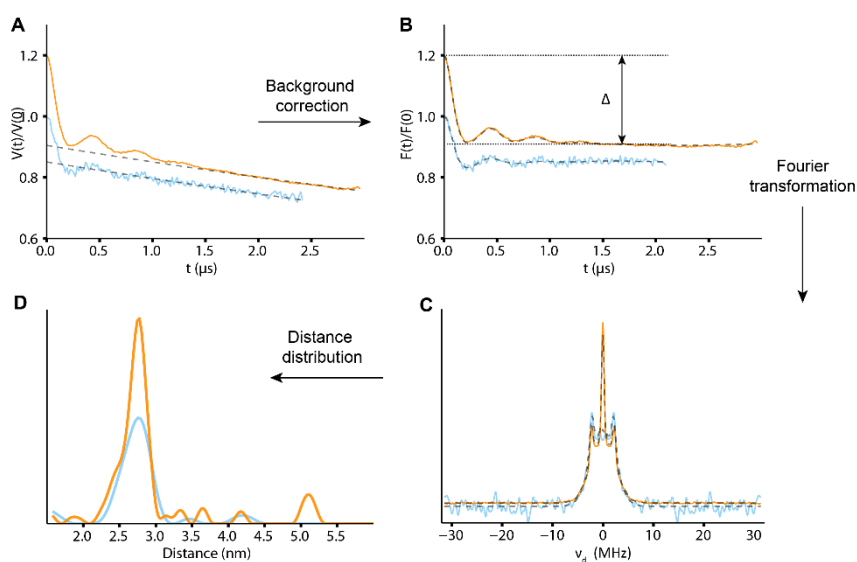 A
1.2
1.0
0.8
0.6
V(t)/V(0)
0.0
0.5
1.0
1.5
2.0
2.5
t (μs)
Background
correction
B
1.2
1.0
0.8
0.6
F(t)/F(0)
Δ
0.0
0.5
1.0
1.5
2.0
2.5
t (μs)
Fourier
transformation
D
2.0
2.5
3.0
3.5
4.0
4.5
5.0
5.5
Distance (nm)
Distance
distribution
C
−30
−20
−10
0
10
20
30
ν_d (MHz)